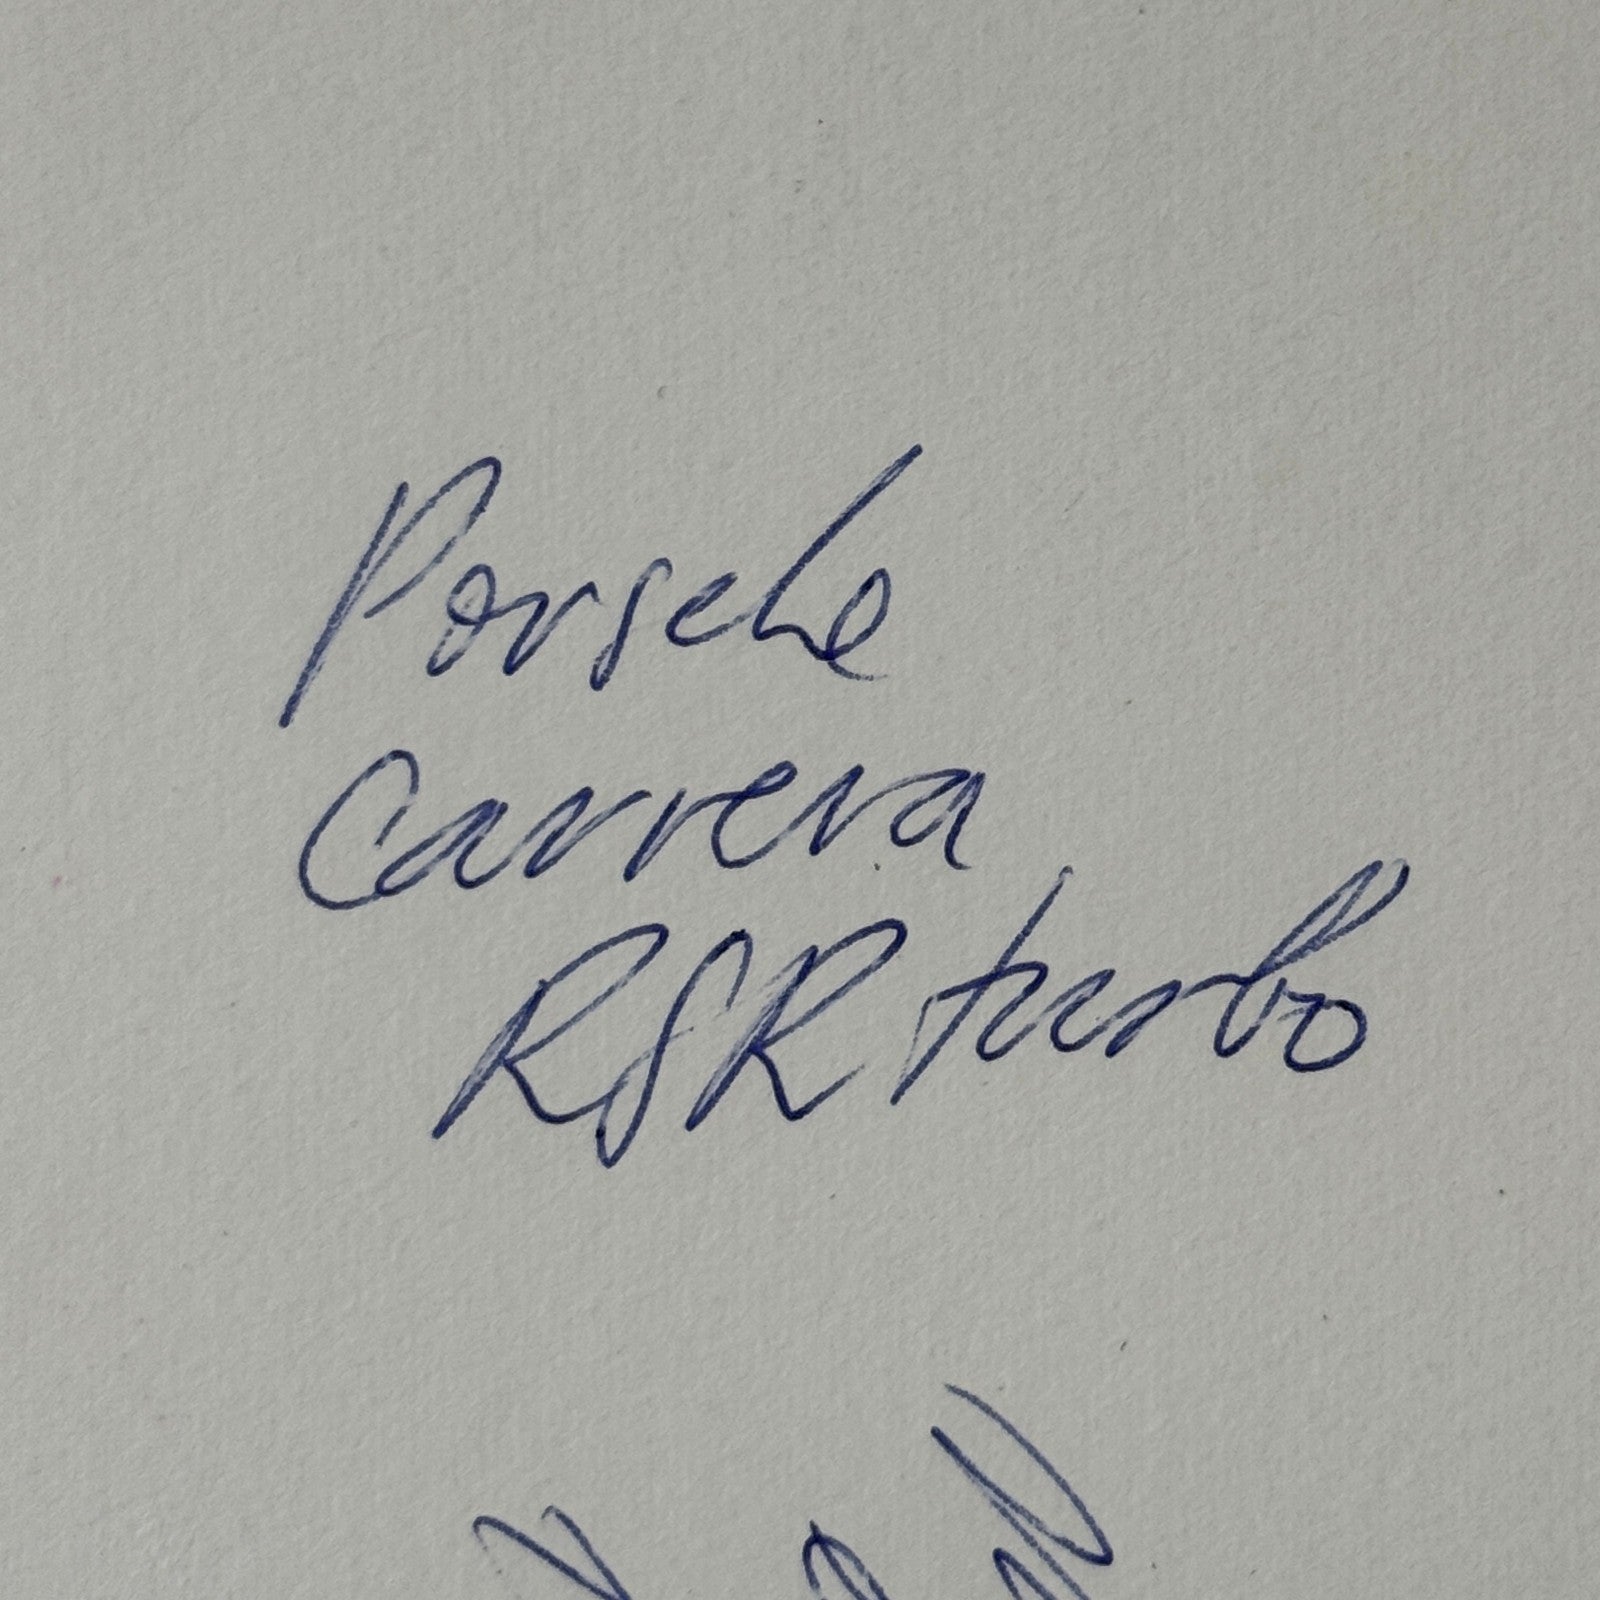 Porsche
Carrera
RSR turbo